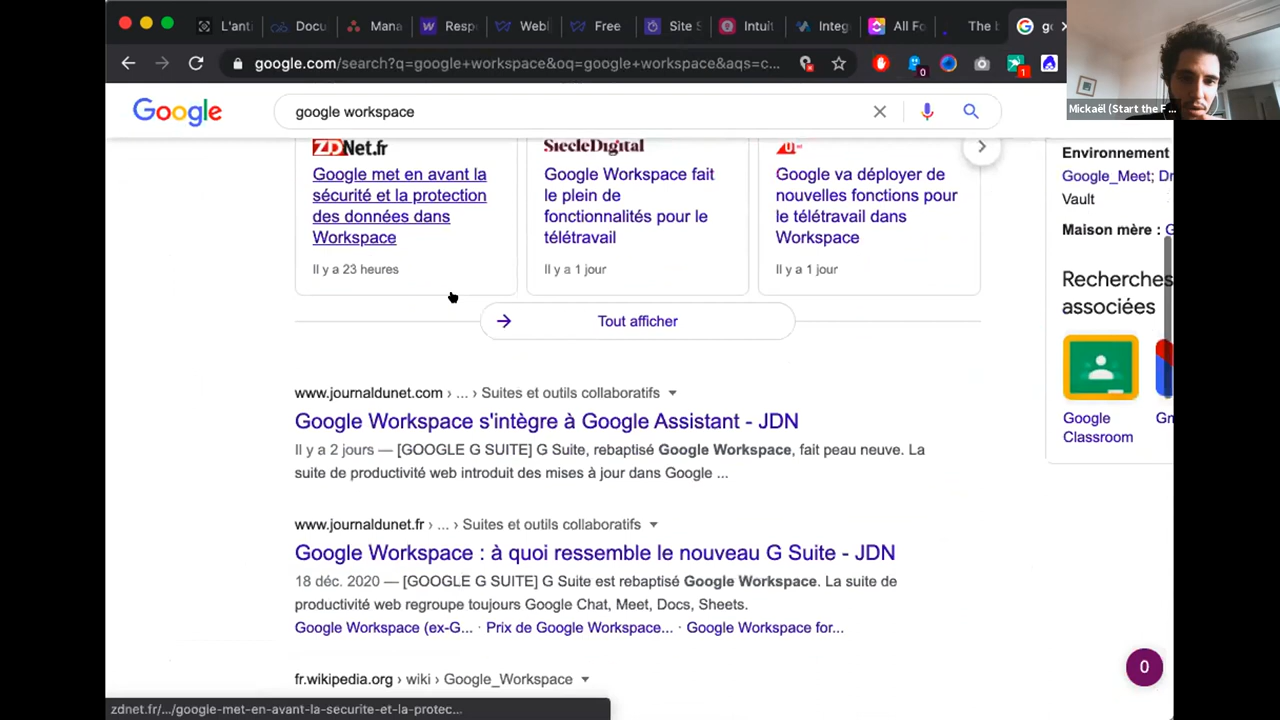 L'anti
Docu
Mana
Resp
Webl
Free
Site S
Intuit
Integ
All Fo
The b
google.com/search?q=google+workspace&oq=google+workspace&aqs=c...
0
1
Mickaël (Start the F...
Google
google workspace
ZDNet.fr
Google met en avant la
sécurité et la protection
des données dans
Workspace
Il y a 23 heures
SiècleDigital
Google Workspace fait
le plein de
fonctionnalités pour le
télétravail
Il y a 1 jour
Google va déployer de
nouvelles fonctions pour
le télétravail dans
Workspace
Il y a 1 jour
Tout afficher
www.journaldunet.com › ... › Suites et outils collaboratifs
Google Workspace s'intègre à Google Assistant - JDN
Il y a 2 jours — [GOOGLE G SUITE] G Suite, rebaptisé Google Workspace, fait peau neuve. La
suite de productivité web introduit des mises à jour dans Google ...
www.journaldunet.fr › ... › Suites et outils collaboratifs
Google Workspace : à quoi ressemble le nouveau G Suite - JDN
18 déc. 2020 — [GOOGLE G SUITE] G Suite est rebaptisé Google Workspace. La suite de
productivité web regroupe toujours Google Chat, Meet, Docs, Sheets.
Google Workspace (ex-G... · Prix de Google Workspace... · Google Workspace for...
fr.wikipedia.org › wiki › Google_Workspace
Environnement
Google_Meet; Dr
Vault
Maison mère : G
Recherches
associées
Google
Classroom
Gm
0
zdnet.fr/.../google-met-en-avant-la-securite-et-la-protec...